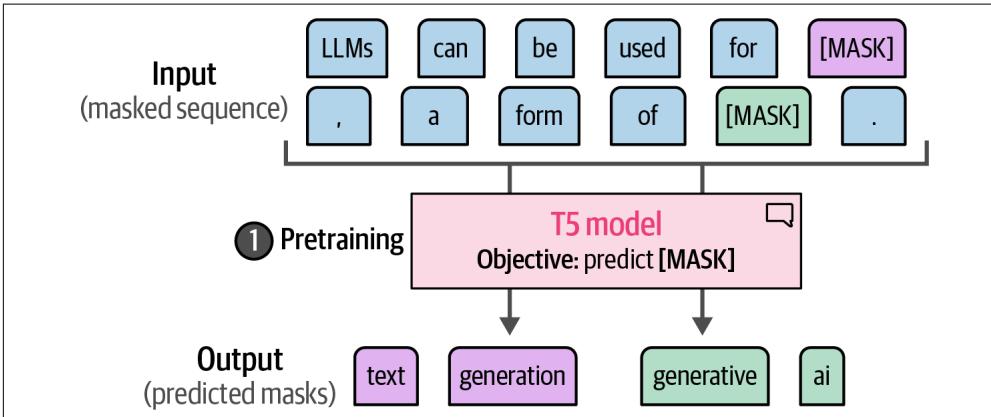 LLMs can be used for [MASK]
Input
(masked sequence)
, a form of [MASK] .
1 Pretraining
T5 model
Objective: predict [MASK]
Output
(predicted masks)
text generation generative ai